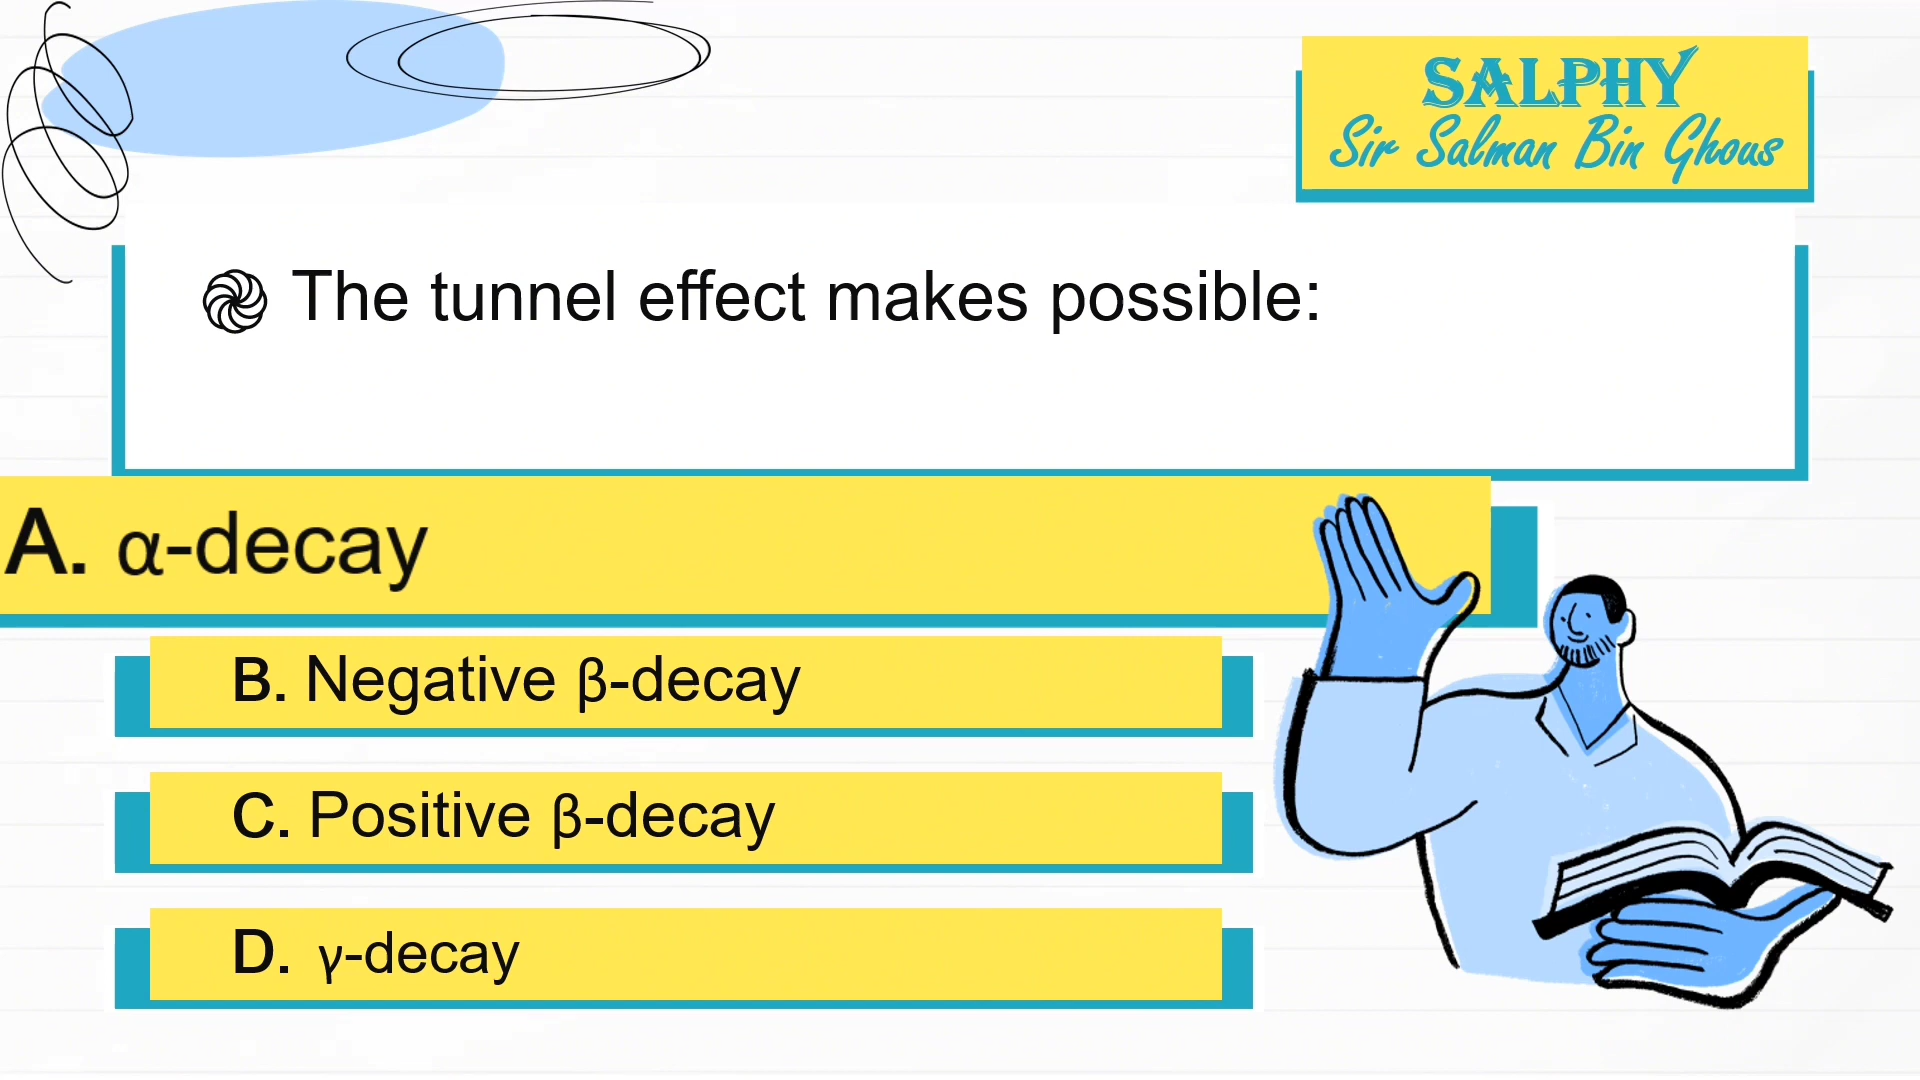 SALPHY
Sir Salman Bin Ghous
֍ The tunnel effect makes possible:
A. α-decay
B. Negative β-decay
C. Positive β-decay
D. γ-decay